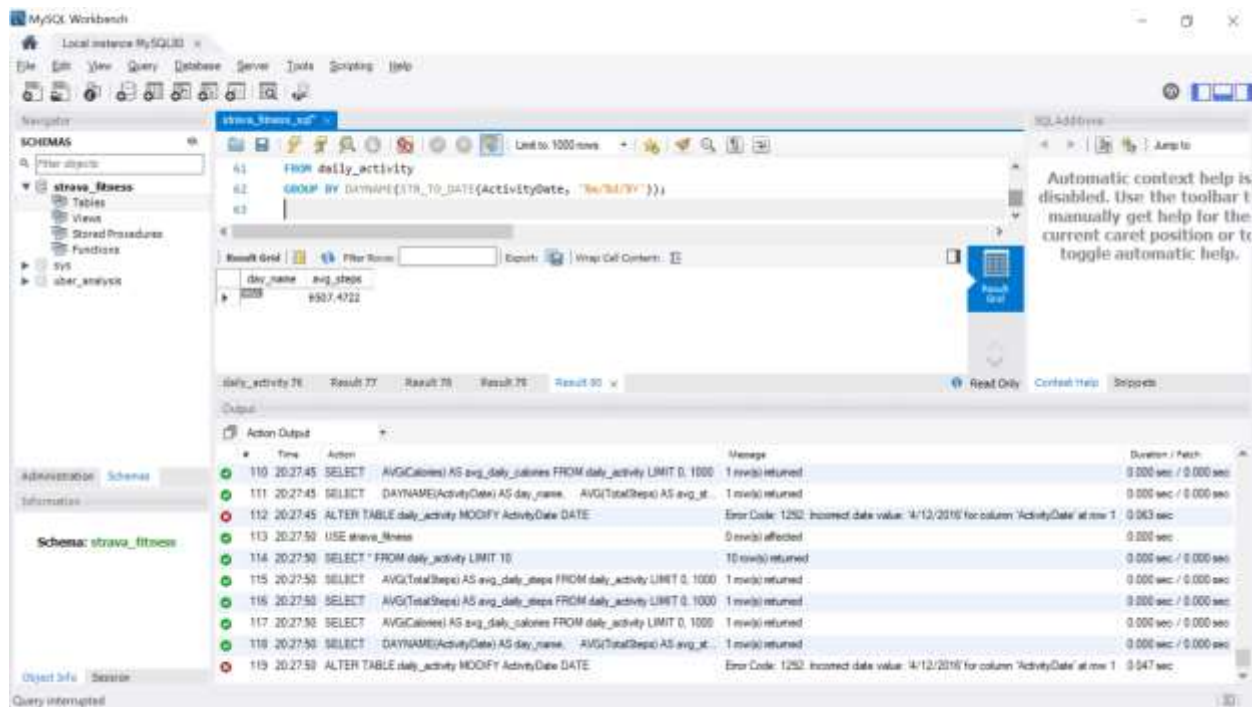 MySQL Workbench
Local instance MySQL80
File Edit View Query Database Server Tools Scripting Help
Navigator
SCHEMAS
Filter objects
strava_fitness
Tables
Views
Stored Procedures
Functions
sys
uber_analysis
Administration Schemas
Information
Schema: strava_fitness
Object Info Session
Query interrupted
strava_fitness_sql*
Limit to 1000 rows
61 FROM daily_activity
62 GROUP BY DAYNAME(STR_TO_DATE(ActivityDate, '%m/%d/%Y'));
63
Result Grid Filter Rows: Export: Wrap Cell Content:
day_name avg_steps
Result Grid
daily_activity 76 Result 77 Result 78 Result 79 Result 80 Read Only
Output
Action Output
# Time Action Message Duration / Fetch
110 20:27:45 SELECT AVG(Calories) AS avg_daily_calories FROM daily_activity LIMIT 0, 1000 1 row(s) returned 0.000 sec / 0.000 sec
111 20:27:45 SELECT DAYNAME(ActivityDate) AS day_name, AVG(TotalSteps) AS avg_st... 1 row(s) returned 0.000 sec / 0.000 sec
112 20:27:45 ALTER TABLE daily_activity MODIFY ActivityDate DATE Error Code: 1292. Incorrect date value: '4/12/2016' for column 'ActivityDate' at row 1 0.063 sec
113 20:27:50 USE strava_fitness 0 row(s) affected 0.000 sec
114 20:27:50 SELECT * FROM daily_activity LIMIT 10 10 row(s) returned 0.000 sec / 0.000 sec
115 20:27:50 SELECT AVG(TotalSteps) AS avg_daily_steps FROM daily_activity LIMIT 0, 1000 1 row(s) returned 0.000 sec / 0.000 sec
116 20:27:50 SELECT AVG(TotalSteps) AS avg_daily_steps FROM daily_activity LIMIT 0, 1000 1 row(s) returned 0.000 sec / 0.000 sec
117 20:27:50 SELECT AVG(Calories) AS avg_daily_calories FROM daily_activity LIMIT 0, 1000 1 row(s) returned 0.000 sec / 0.000 sec
118 20:27:50 SELECT DAYNAME(ActivityDate) AS day_name, AVG(TotalSteps) AS avg_st... 1 row(s) returned 0.000 sec / 0.000 sec
119 20:27:50 ALTER TABLE daily_activity MODIFY ActivityDate DATE Error Code: 1292. Incorrect date value: '4/12/2016' for column 'ActivityDate' at row 1 0.047 sec
SQLAdditions
Jump to
Automatic context help is
disabled. Use the toolbar t
manually get help for the
current caret position or to
toggle automatic help.
Context Help Snippets